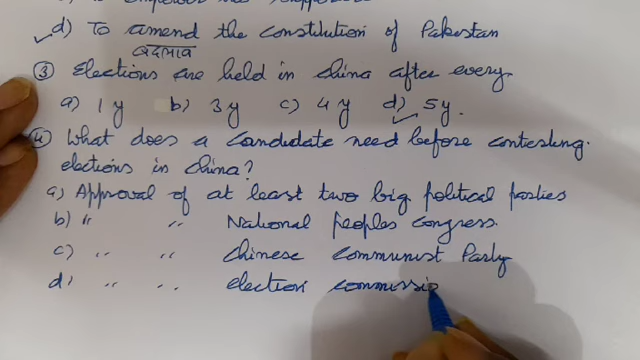 ✓d) To amend the constitution of Pakistan
बदलाव
③ Elections are held in China after every
a) 1 y b) 3 y c) 4 y d) 5 y.
④ What does a candidate need before contesting
elections in China?
a) Approval of at least two big political parties
b) " " National peoples congress.
c) " " Chinese Communist Party
d) " " election commissio